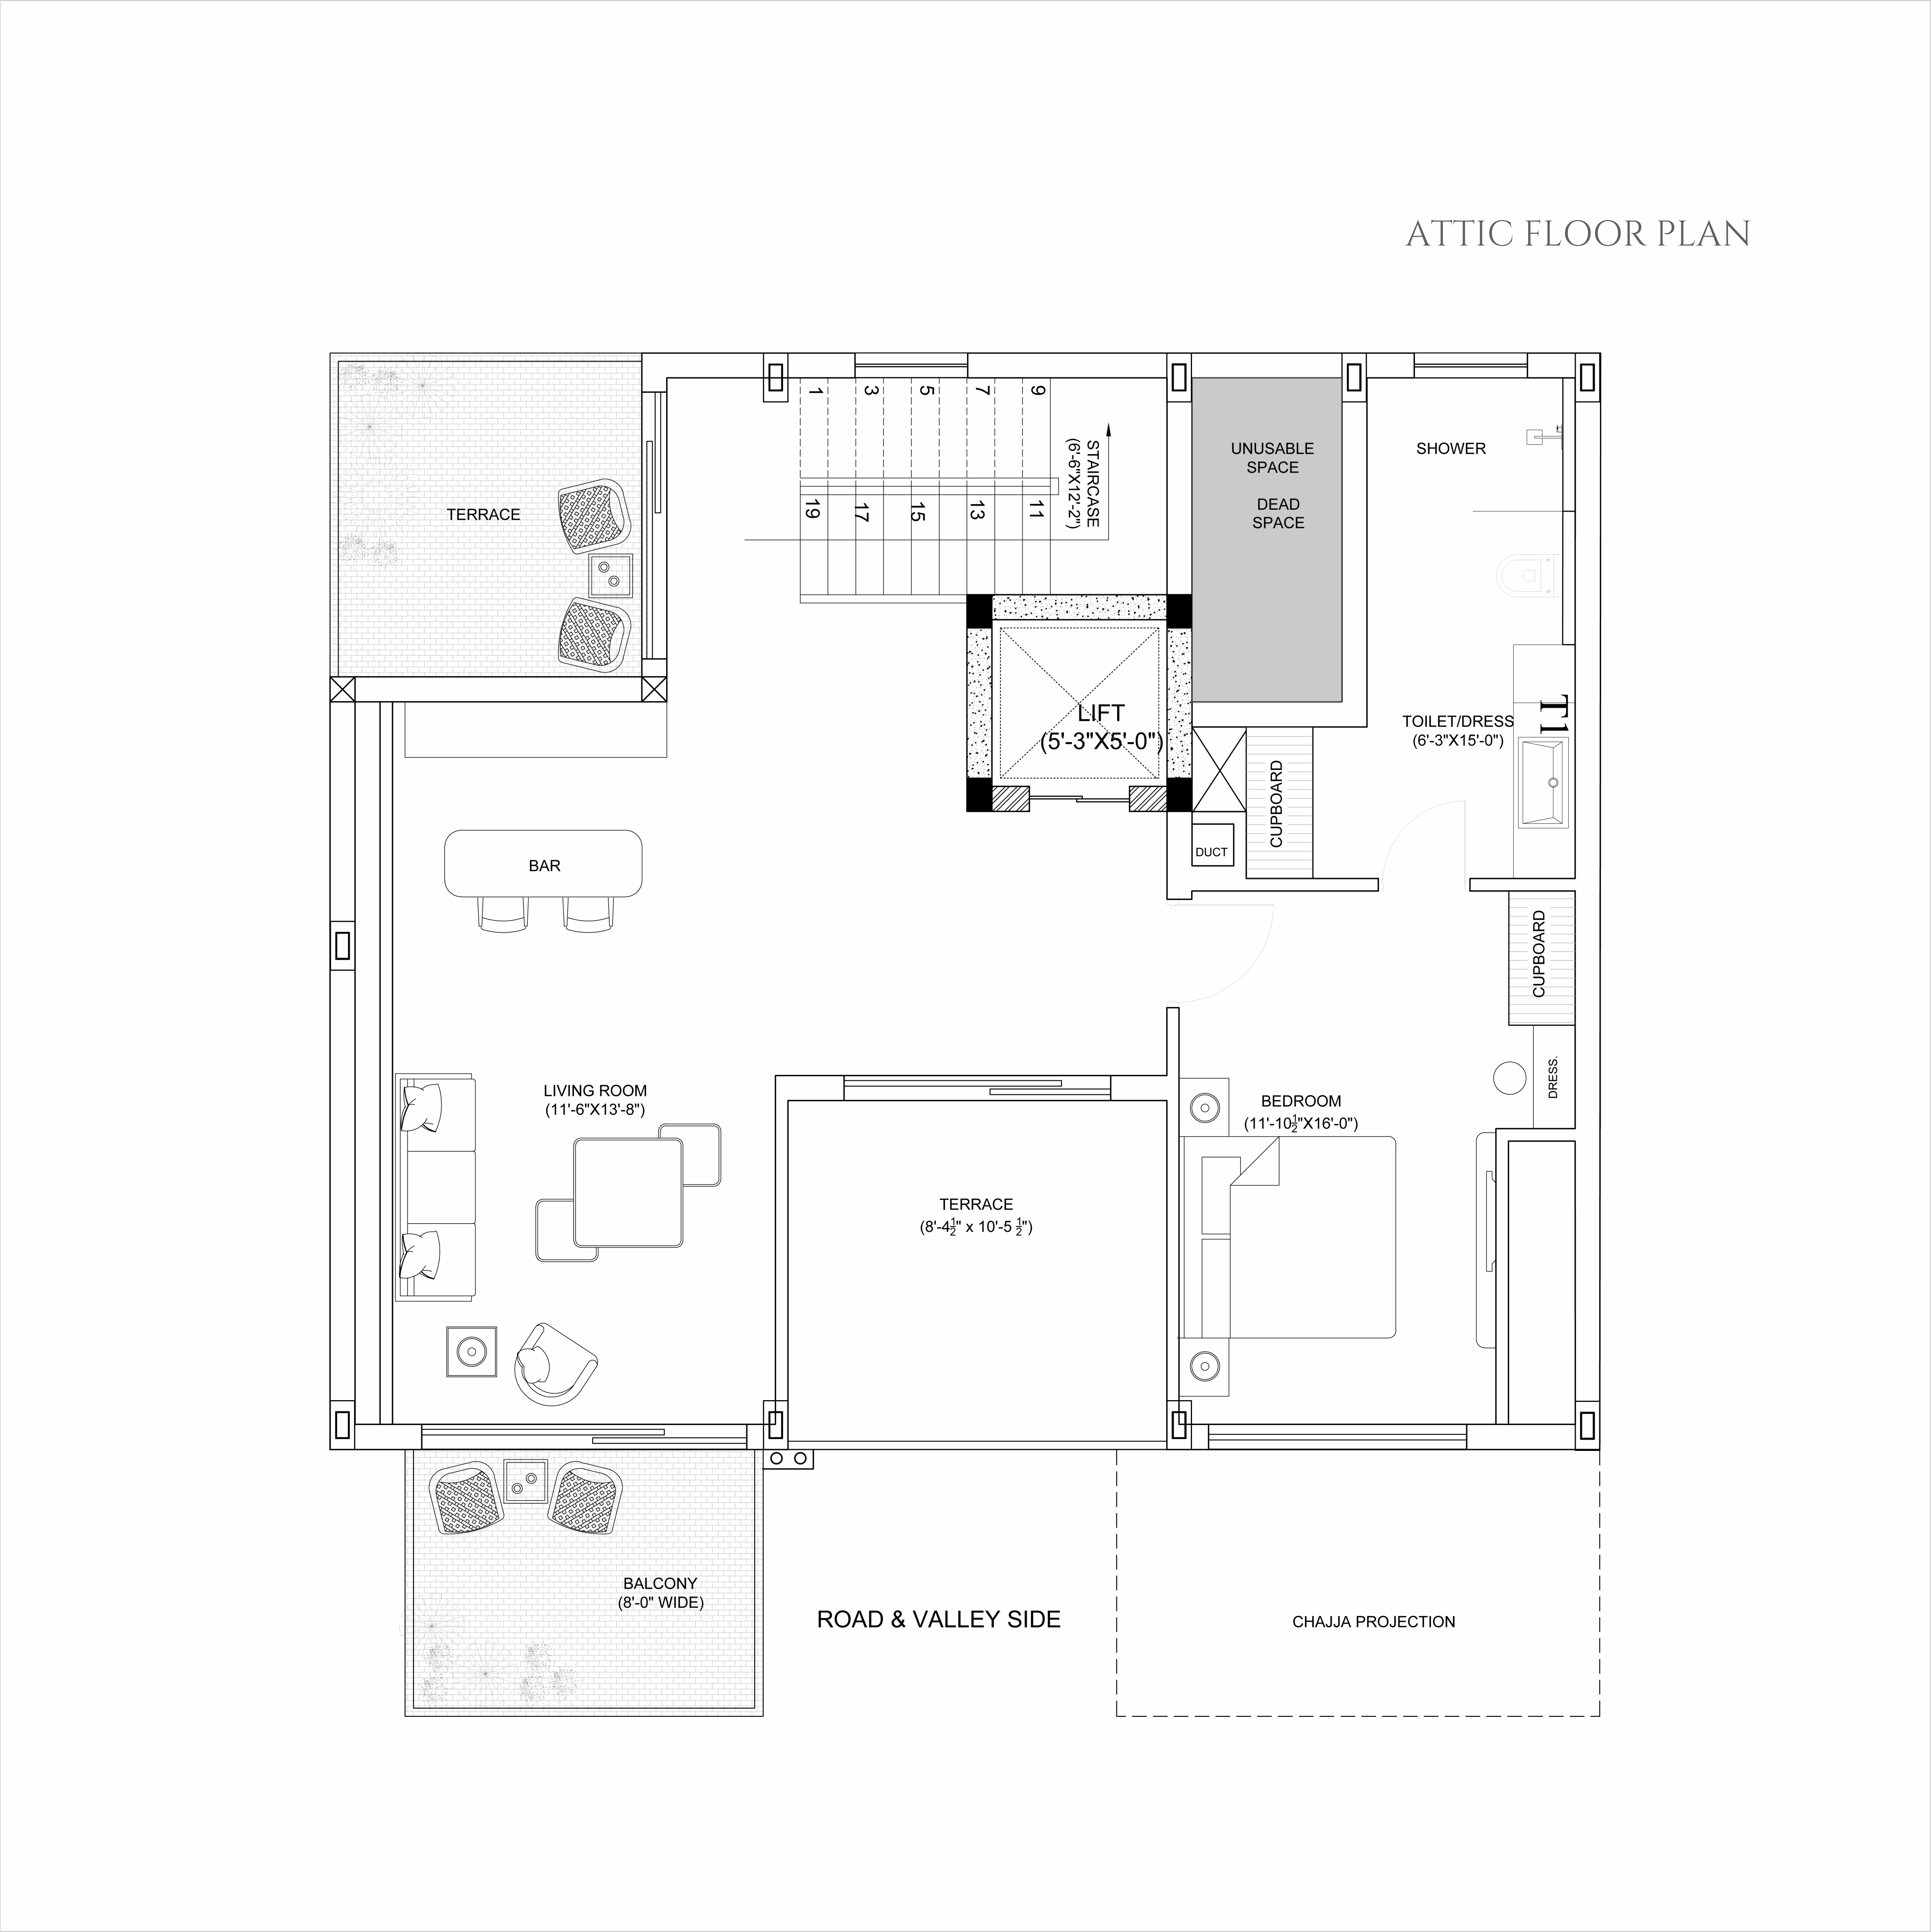 ATTIC FLOOR PLAN
1
3
5
7
9
19
17
15
13
11
STAIRCASE
(6'-6"X12'-2")
UNUSABLE
SPACE
DEAD
SPACE
SHOWER
TERRACE
LIFT
(5'-3"X5'-0")
T1
TOILET/DRESS
(6'-3"X15'-0")
CUPBOARD
DUCT
BAR
CUPBOARD
DRESS.
LIVING ROOM
(11'-6"X13'-8")
BEDROOM
(11'-10½"X16'-0")
TERRACE
(8'-4½" x 10'-5 ½")
BALCONY
(8'-0" WIDE)
ROAD & VALLEY SIDE
CHAJJA PROJECTION